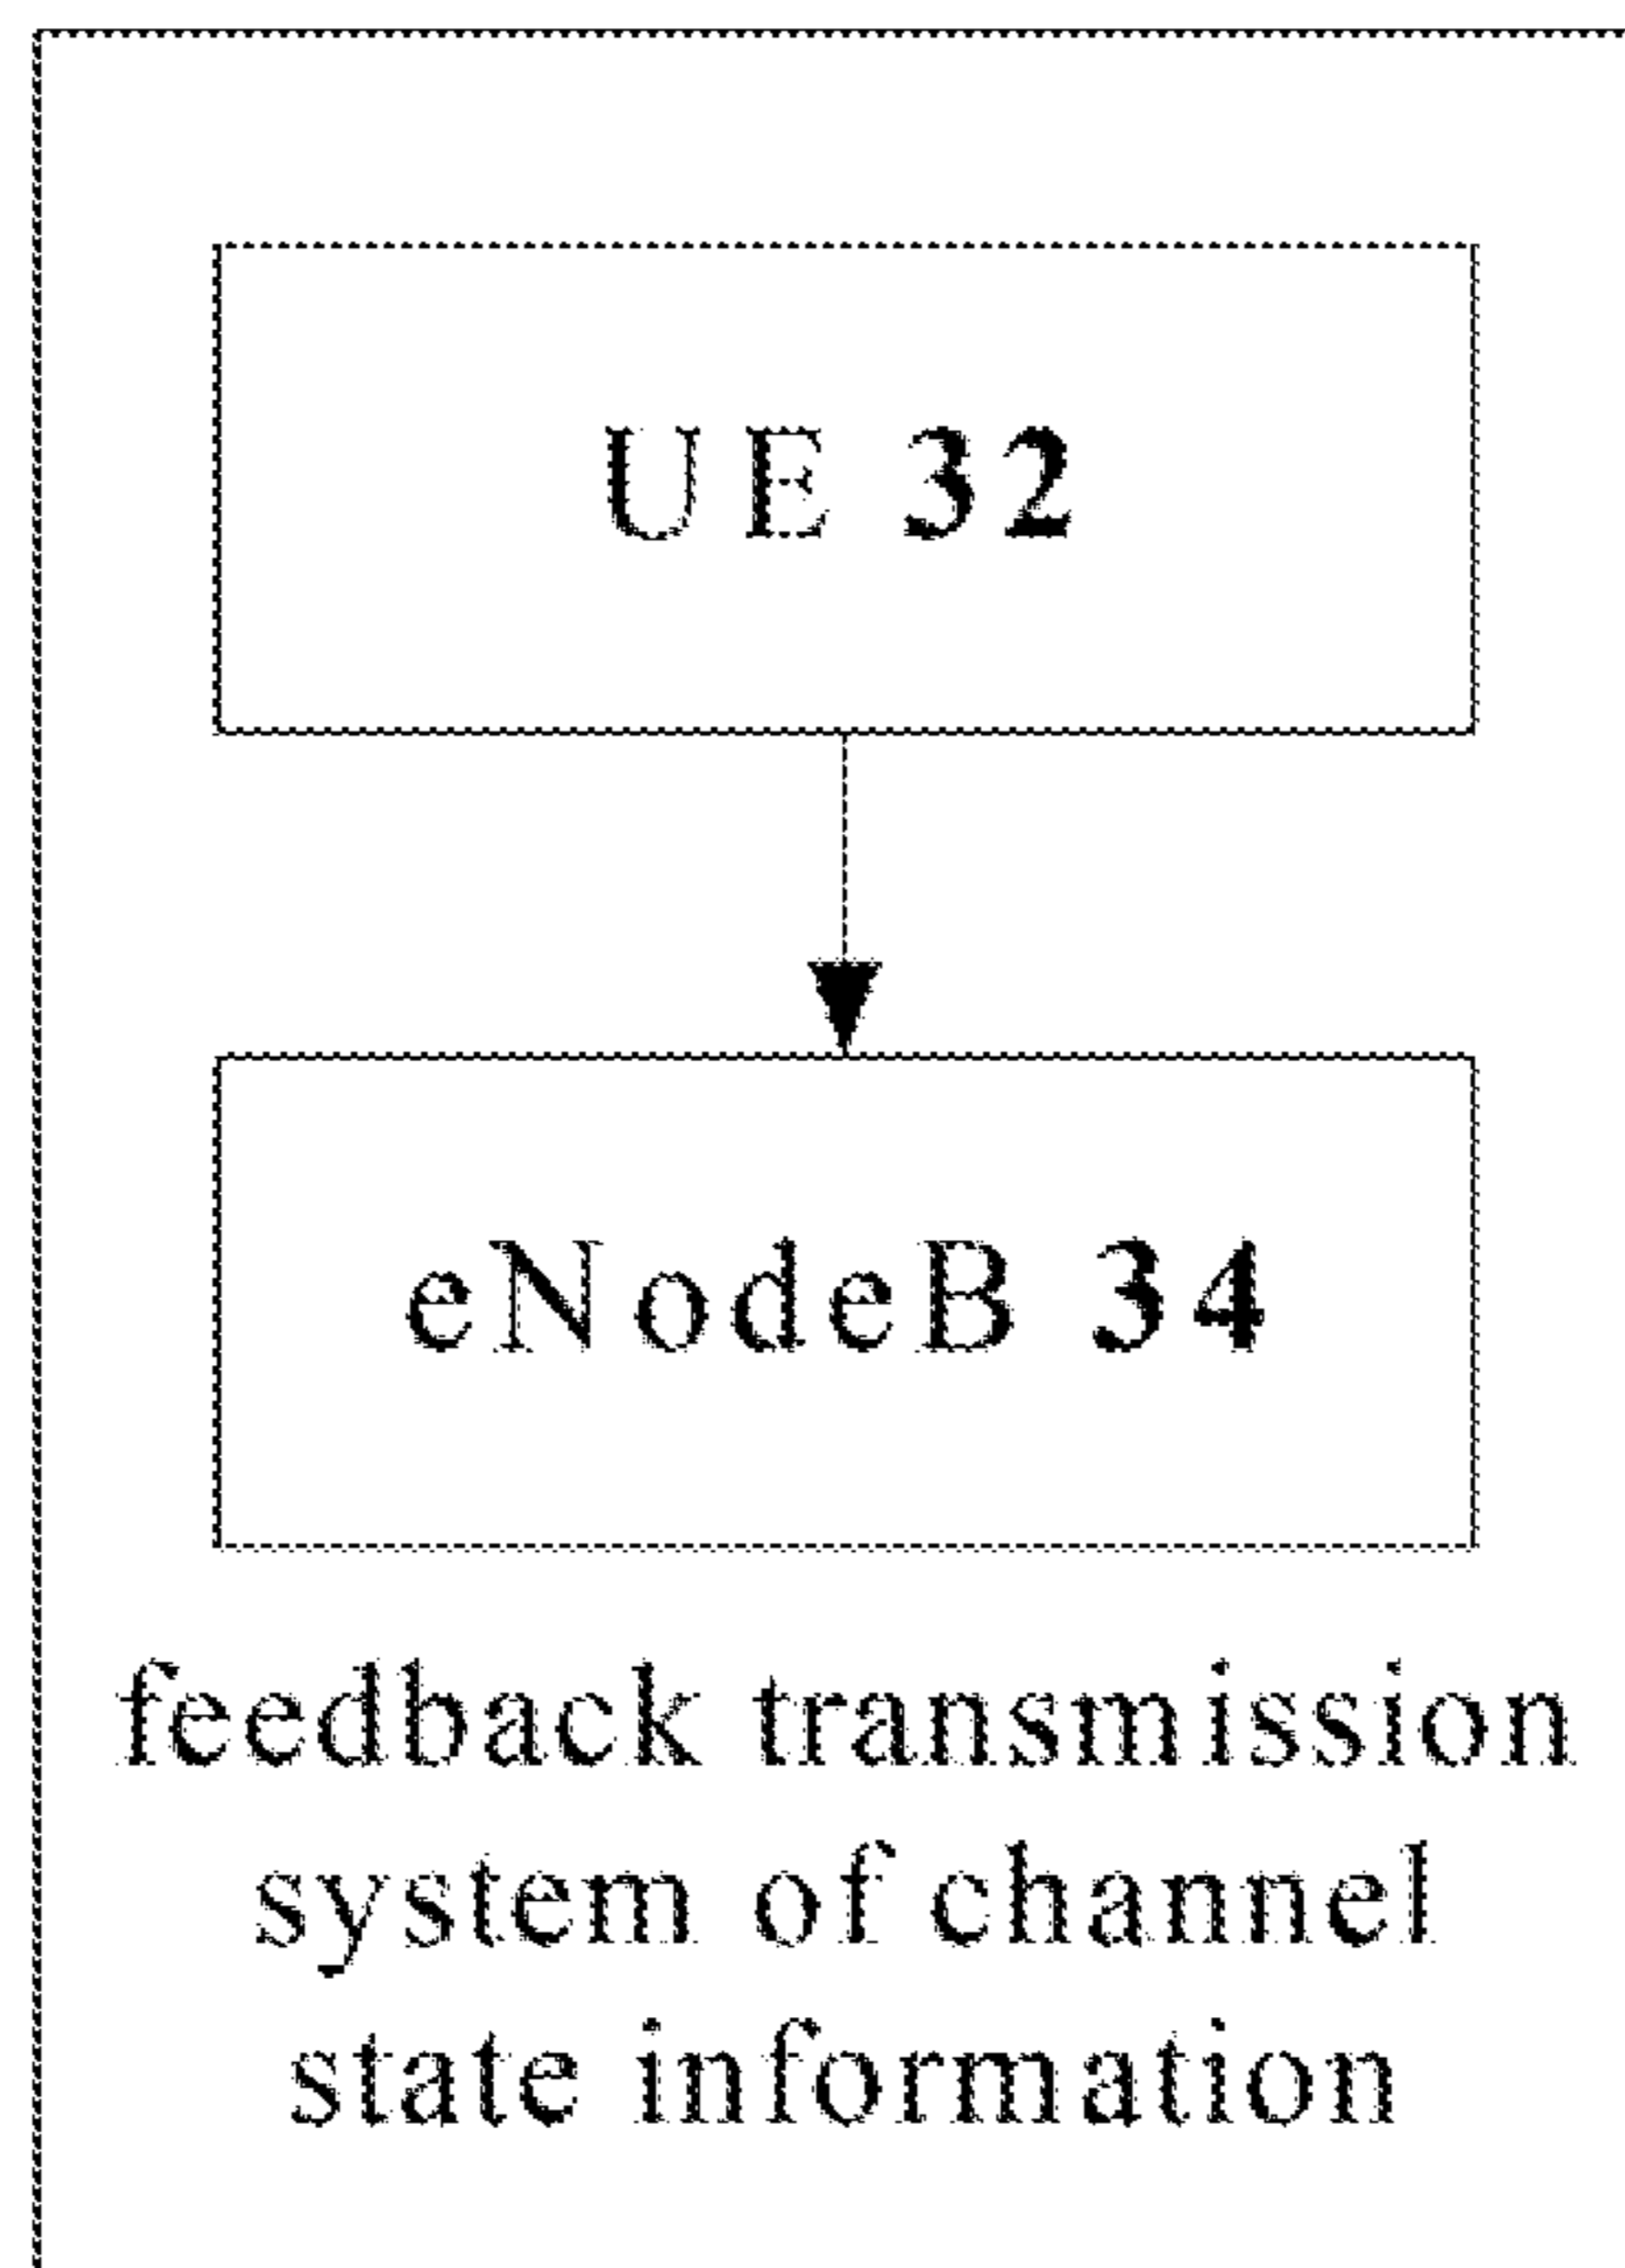 UE 32
eNodeB 34
feedback transmission
system of channel
state information